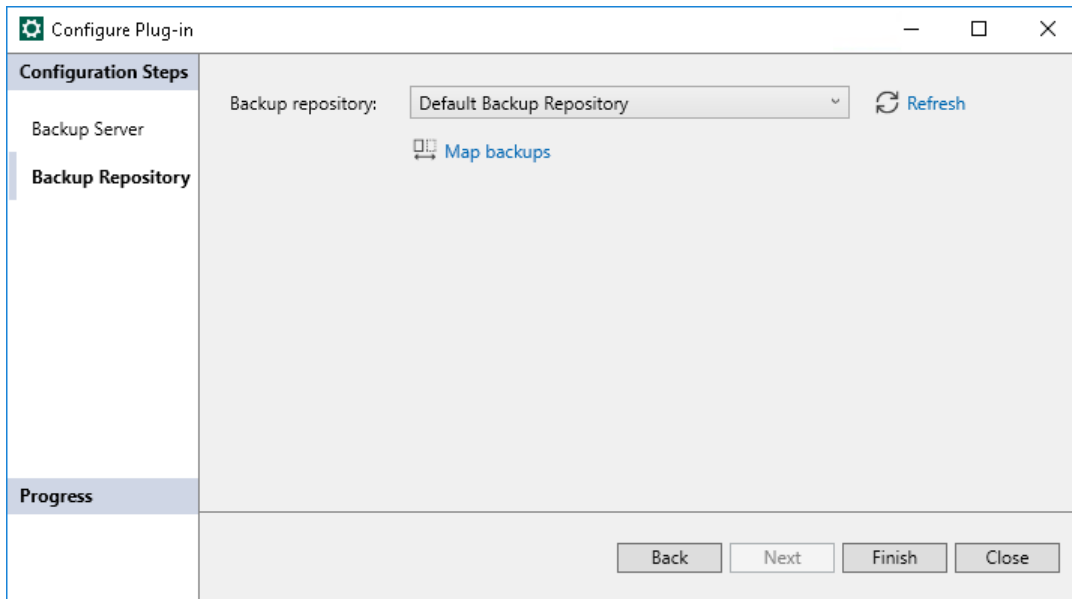 Configure Plug-in
Configuration Steps
Backup Server
Backup Repository
Backup repository: Default Backup Repository Refresh
Map backups
Progress
Back Next Finish Close